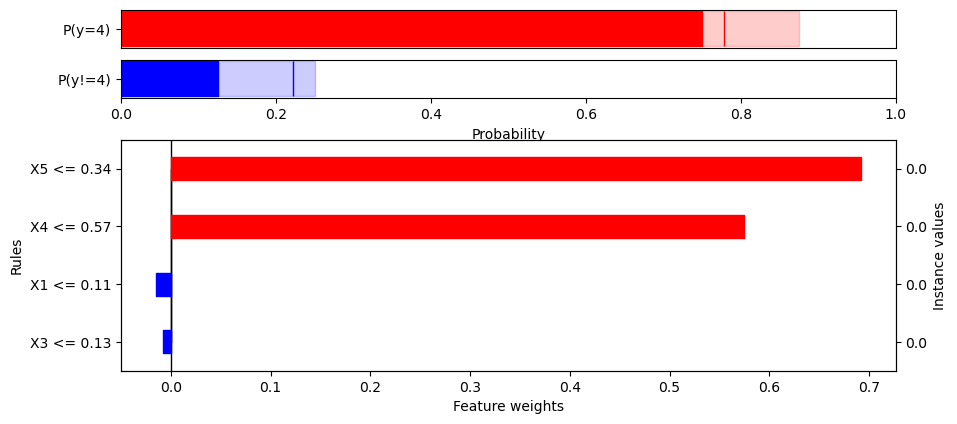 P(y=4)
P(y!=4)
0.0 0.2 0.4 0.6 0.8 1.0
Probability
X5 <= 0.34 0.0
X4 <= 0.57 0.0
X1 <= 0.11 0.0
X3 <= 0.13 0.0
Rules
Instance values
0.0 0.1 0.2 0.3 0.4 0.5 0.6 0.7
Feature weights